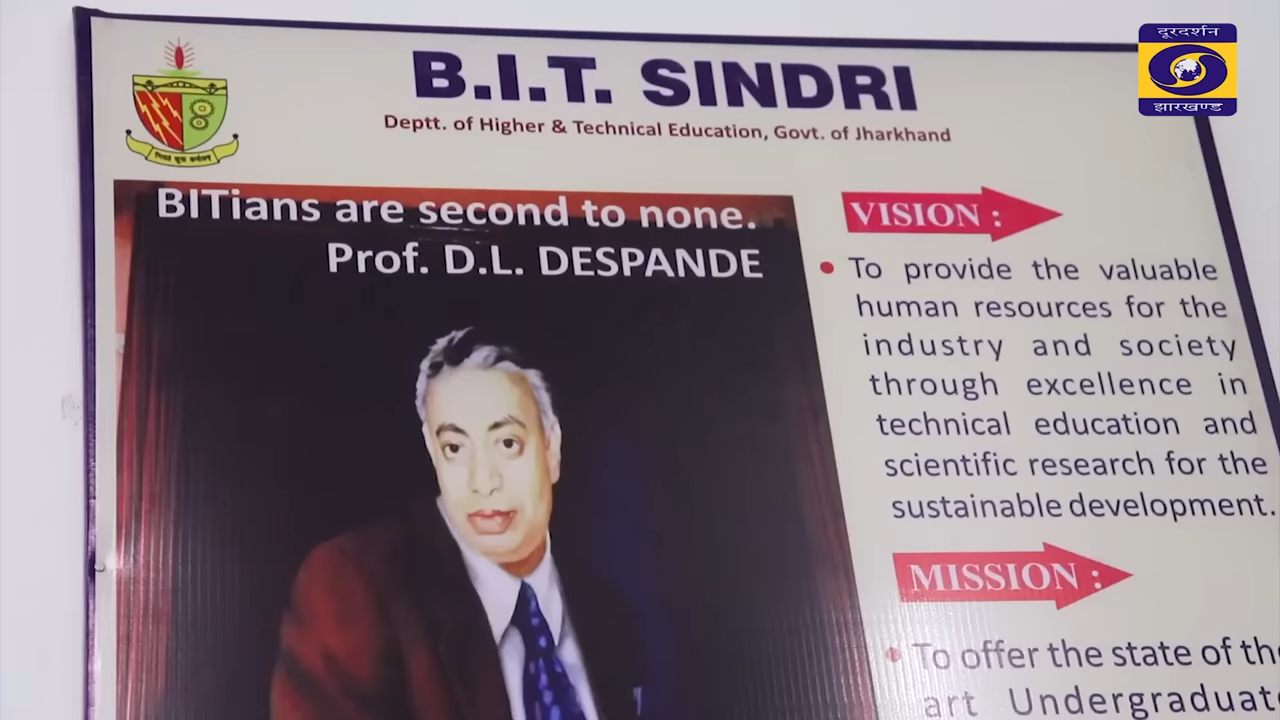 दूरदर्शन
झारखण्ड
B.I.T. SINDRI
Deptt. of Higher & Technical Education, Govt. of Jharkhand
BITians are second to none.
Prof. D.L. DESPANDE
VISION :
To provide the valuable
human resources for the
industry and society
through excellence in
technical education and
scientific research for the
sustainable development.
MISSION :
To offer the state of the
art Undergraduate